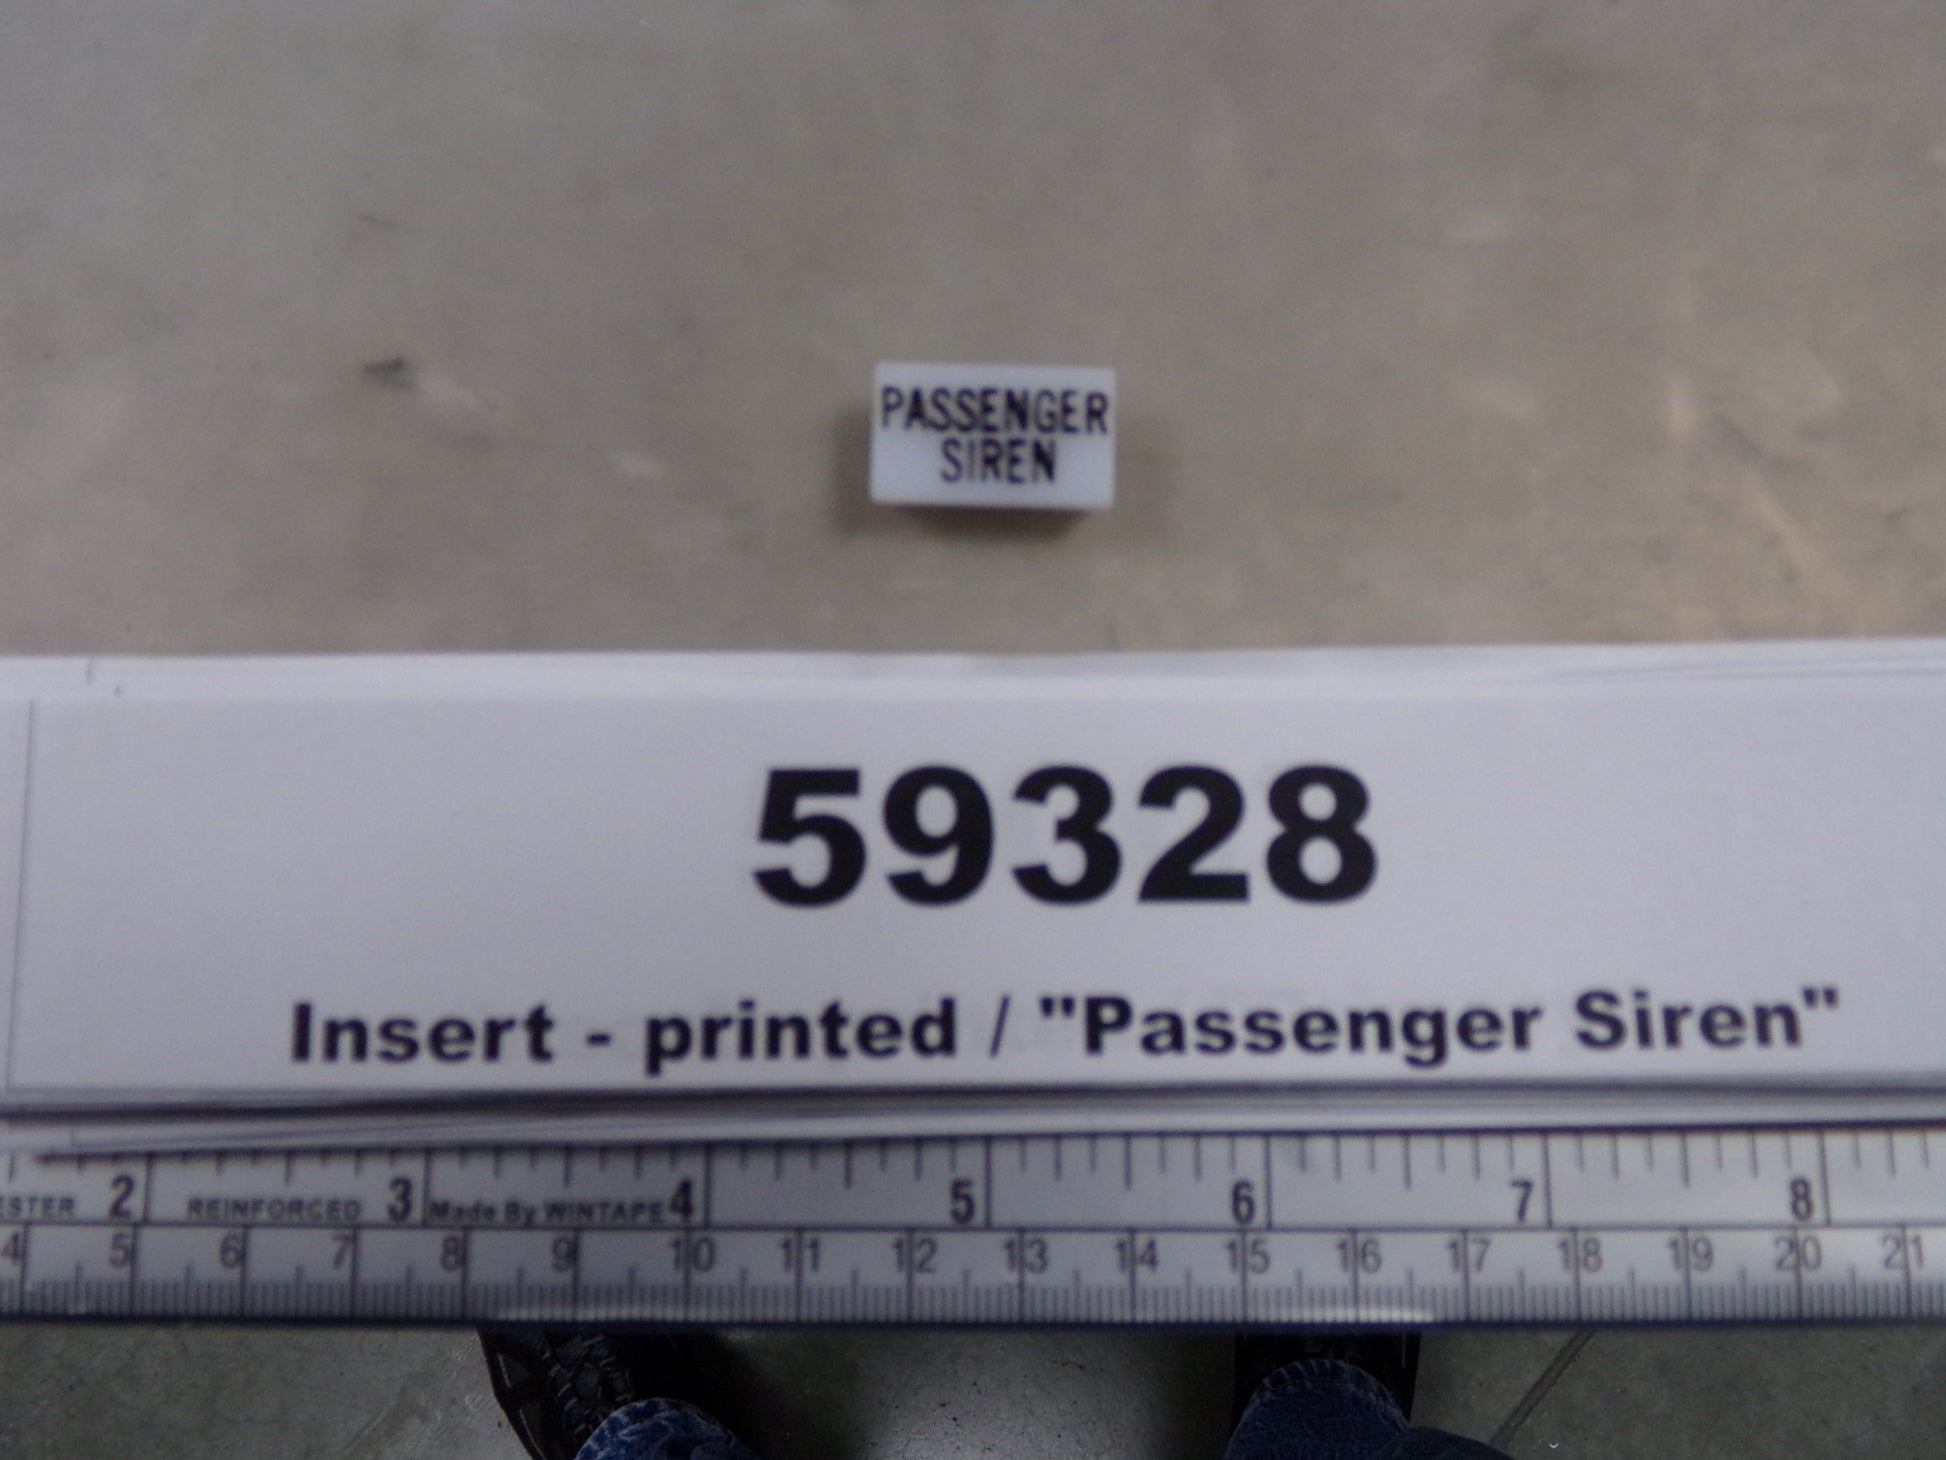 PASSENGER
SIREN
59328
Insert - printed / "Passenger Siren"
2 REINFORCED 3 Made By WINTAPE 4 5 6 7 8
4 5 6 7 8 9 10 11 12 13 14 15 16 17 18 19 20 21